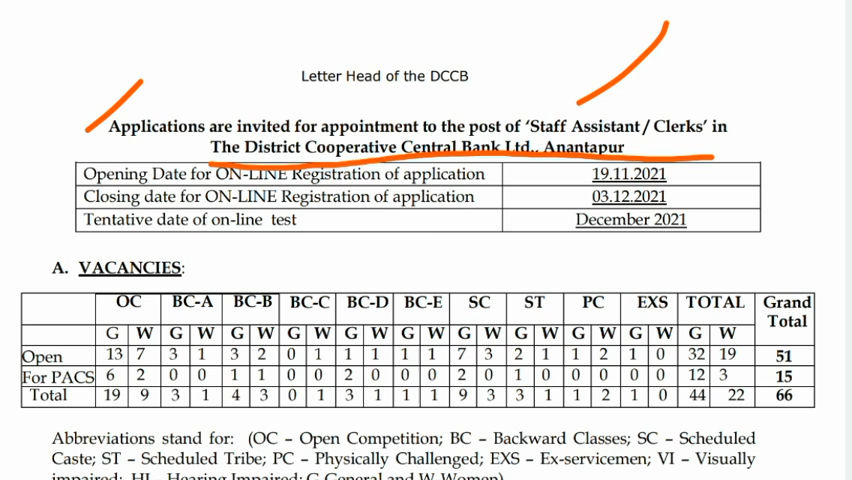 Letter Head of the DCCB
Applications are invited for appointment to the post of ‘Staff Assistant / Clerks’ in
The District Cooperative Central Bank Ltd., Anantapur
Opening Date for ON-LINE Registration of application 19.11.2021
Closing date for ON-LINE Registration of application 03.12.2021
Tentative date of on-line test December 2021
A. VACANCIES:
OC BC-A BC-B BC-C BC-D BC-E SC ST PC EXS TOTAL Grand Total
G W G W G W G W G W G W G W G W G W G W G W
Open 13 7 3 1 3 2 0 1 1 1 1 1 7 3 2 1 1 2 1 0 32 19 51
For PACS 6 2 0 0 1 1 0 0 2 0 0 0 2 0 1 0 0 0 0 0 12 3 15
Total 19 9 3 1 4 3 0 1 3 1 1 1 9 3 3 1 1 2 1 0 44 22 66
Abbreviations stand for: (OC – Open Competition; BC – Backward Classes; SC – Scheduled
Caste; ST – Scheduled Tribe; PC – Physically Challenged; EXS – Ex-servicemen; VI – Visually
impaired; HI – Hearing Impaired; G General and W Women)